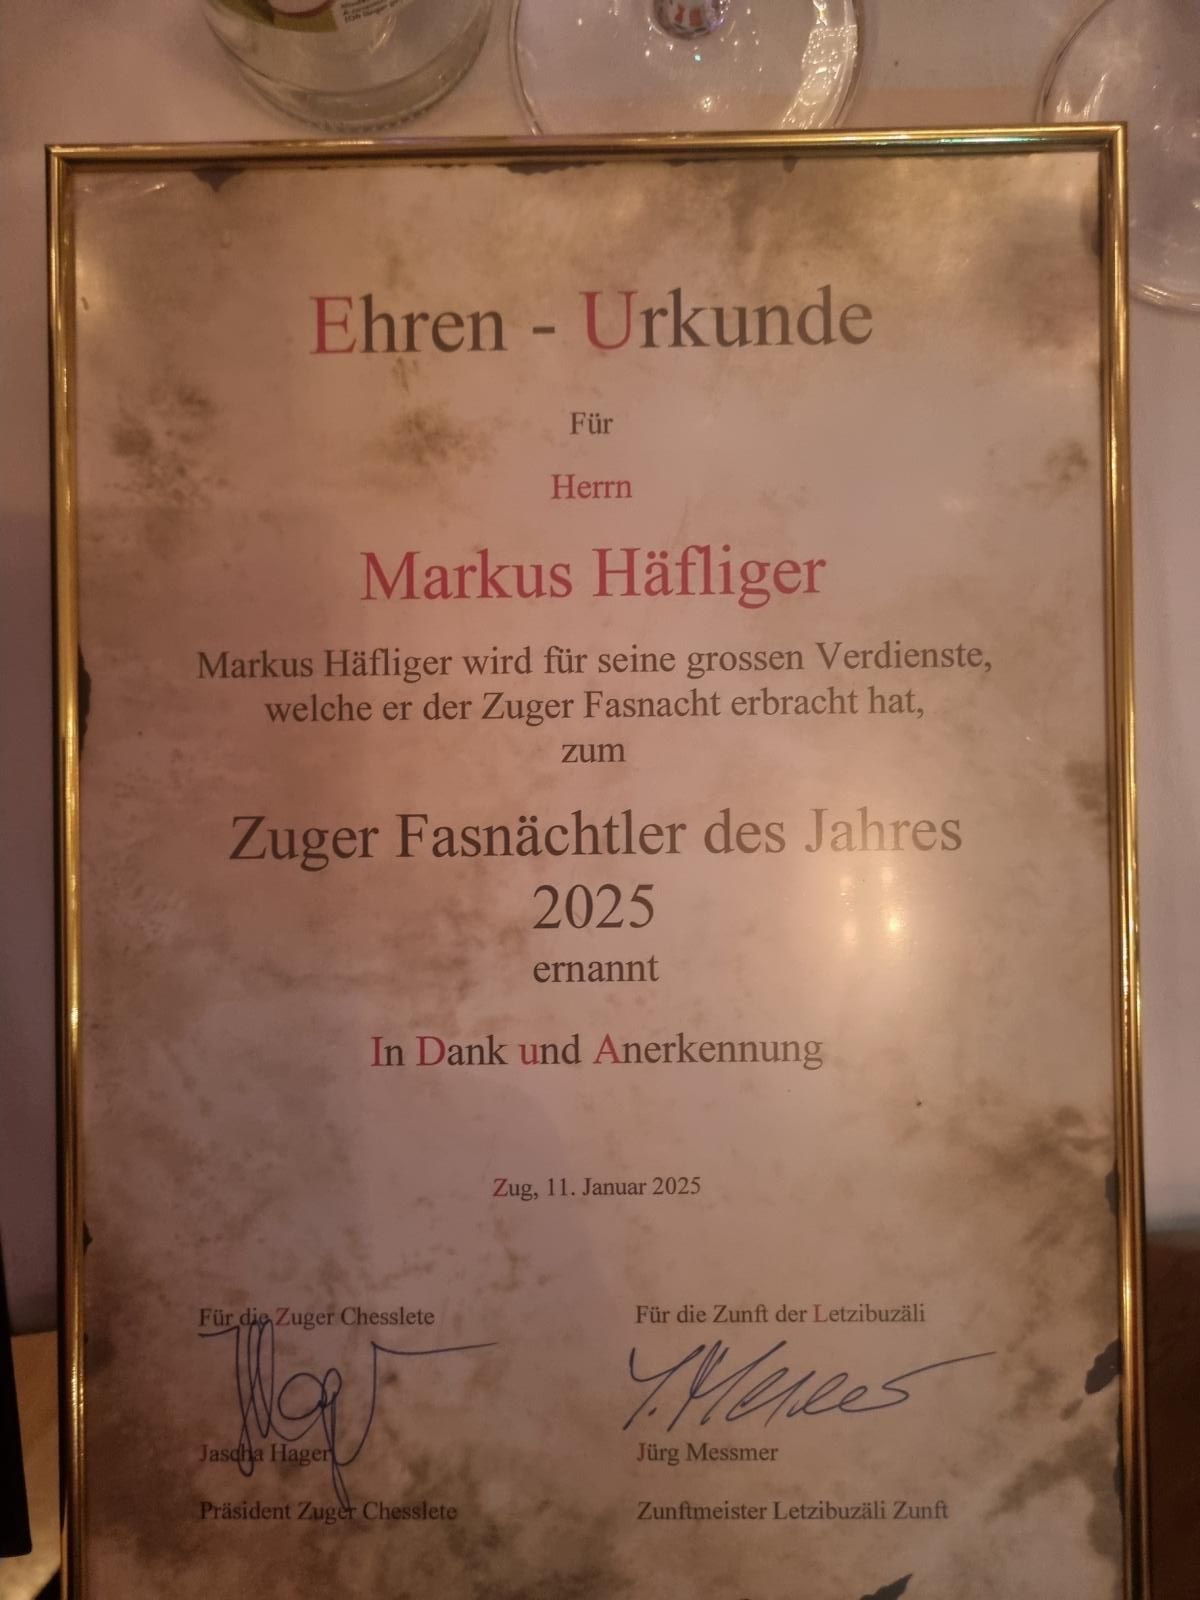 Ehren - Urkunde
Für
Herrn
Markus Häfliger
Markus Häfliger wird für seine grossen Verdienste,
welche er der Zuger Fasnacht erbracht hat,
zum
Zuger Fasnächtler des Jahres
2025
ernannt
In Dank und Anerkennung
Zug, 11. Januar 2025
Für die Zuger Chesslete
Für die Zunft der Letzibuzäli
Jascha Hager
Jürg Messmer
Präsident Zuger Chesslete
Zunftmeister Letzibuzäli Zunft